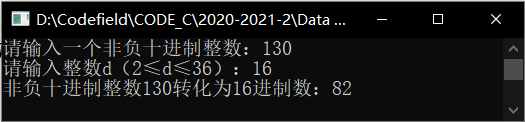 D:\Codefield\CODE_C\2020-2021-2\Data ...
请输入一个非负十进制整数：130
请输入整数d（2≤d≤36）：16
非负十进制整数130转化为16进制数：82